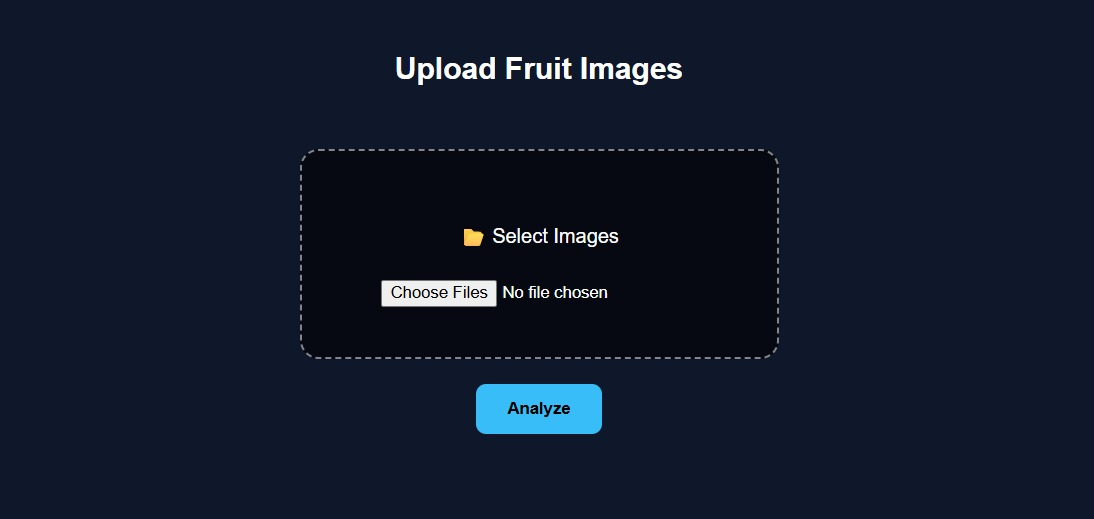 Upload Fruit Images
📂 Select Images
Choose Files No file chosen
Analyze